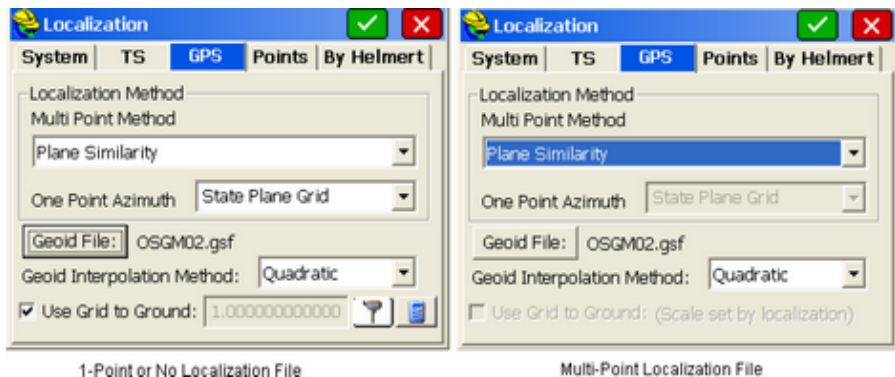 Localization
System TS GPS Points By Helmert
Localization Method
Multi Point Method
Plane Similarity
One Point Azimuth State Plane Grid
Geoid File: OSGM02.gsf
Geoid Interpolation Method: Quadratic
Use Grid to Ground: 1.000000000000
1-Point or No Localization File
Localization
System TS GPS Points By Helmert
Localization Method
Multi Point Method
Plane Similarity
One Point Azimuth State Plane Grid
Geoid File: OSGM02.gsf
Geoid Interpolation Method: Quadratic
Use Grid to Ground: (Scale set by localization)
Multi-Point Localization File